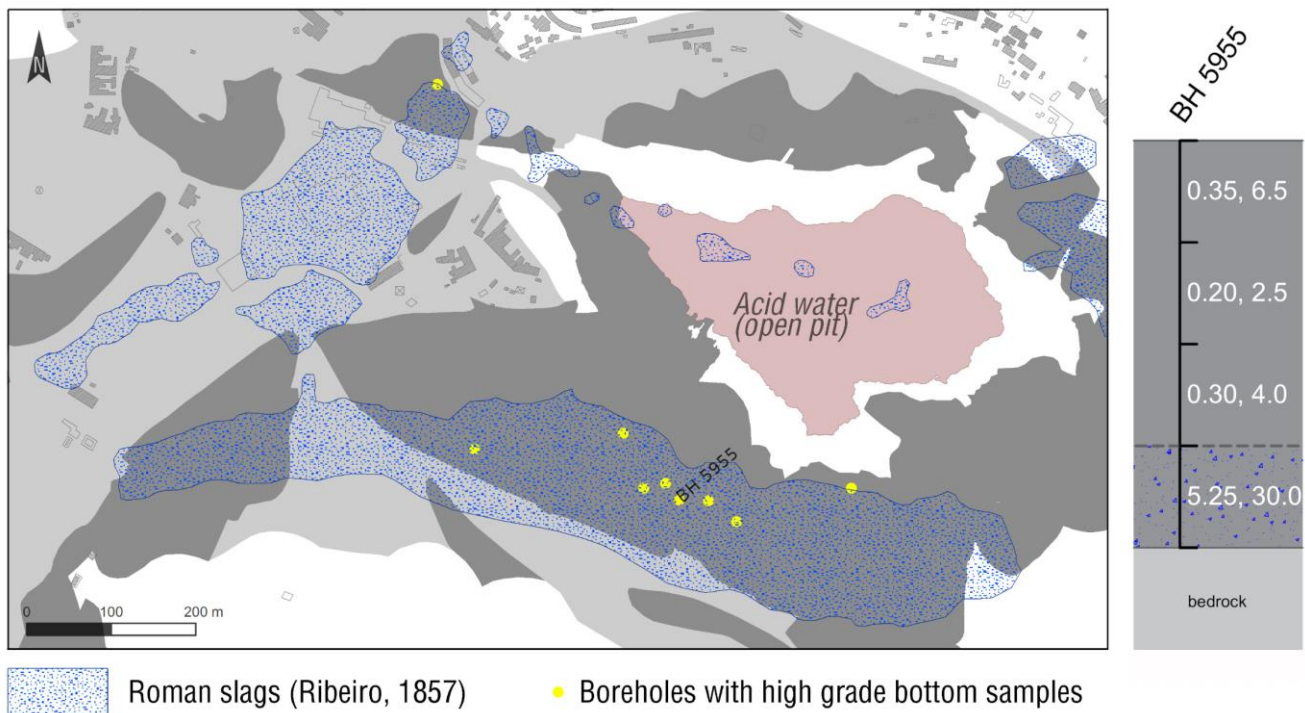 N
Acid water
(open pit)
BH 5955
0 100 200 m
BH 5955
0.35, 6.5
0.20, 2.5
0.30, 4.0
5.25, 30.0
bedrock
Roman slags (Ribeiro, 1857)
Boreholes with high grade bottom samples